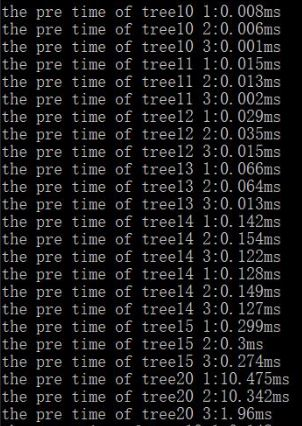 the pre time of tree10 1:0.008ms
the pre time of tree10 2:0.006ms
the pre time of tree10 3:0.001ms
the pre time of tree11 1:0.015ms
the pre time of tree11 2:0.013ms
the pre time of tree11 3:0.002ms
the pre time of tree12 1:0.029ms
the pre time of tree12 2:0.035ms
the pre time of tree12 3:0.015ms
the pre time of tree13 1:0.066ms
the pre time of tree13 2:0.064ms
the pre time of tree13 3:0.013ms
the pre time of tree14 1:0.142ms
the pre time of tree14 2:0.154ms
the pre time of tree14 3:0.122ms
the pre time of tree14 1:0.128ms
the pre time of tree14 2:0.149ms
the pre time of tree14 3:0.127ms
the pre time of tree15 1:0.299ms
the pre time of tree15 2:0.3ms
the pre time of tree15 3:0.274ms
the pre time of tree20 1:10.475ms
the pre time of tree20 2:10.342ms
the pre time of tree20 3:1.96ms